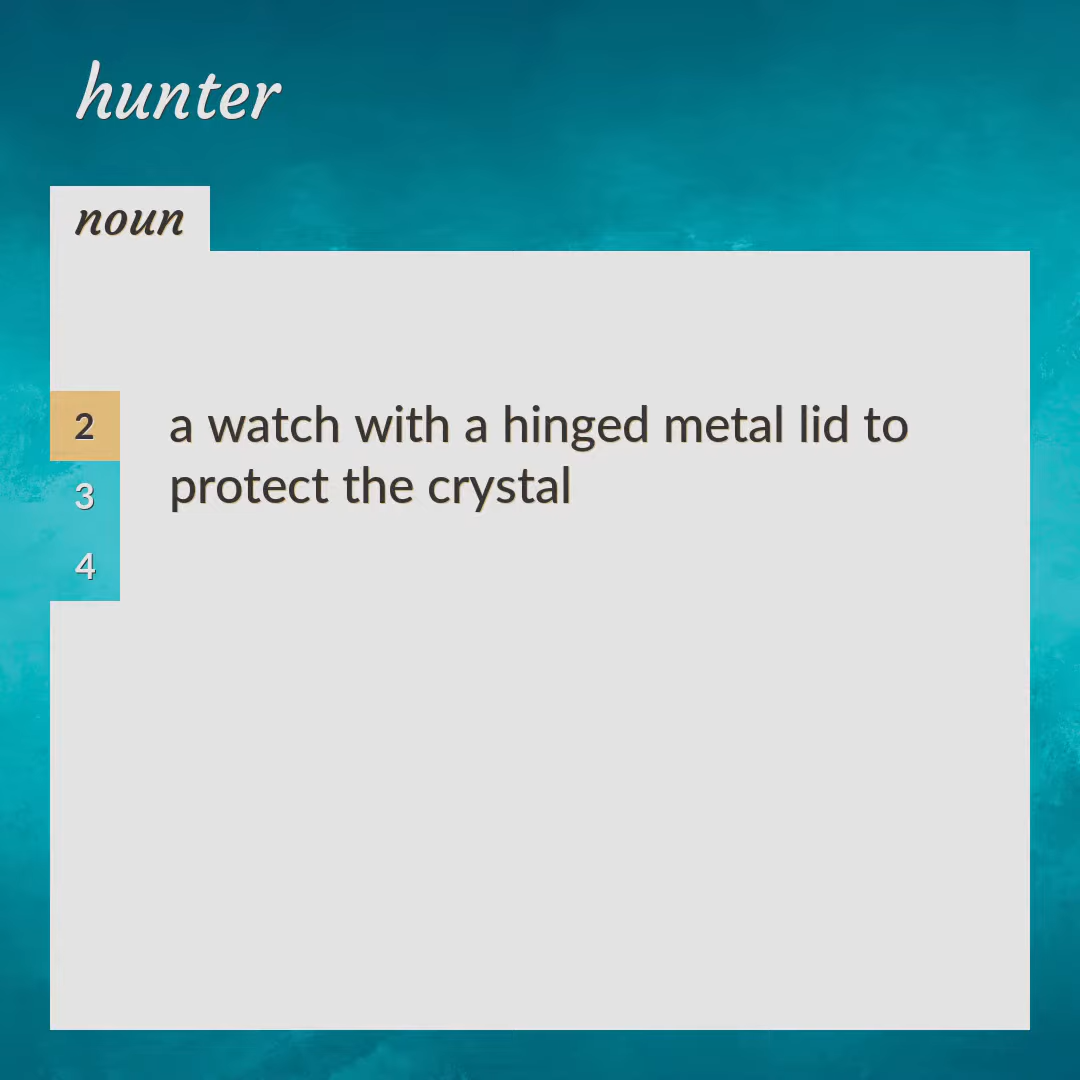 hunter
noun
2
a watch with a hinged metal lid to
protect the crystal
3
4